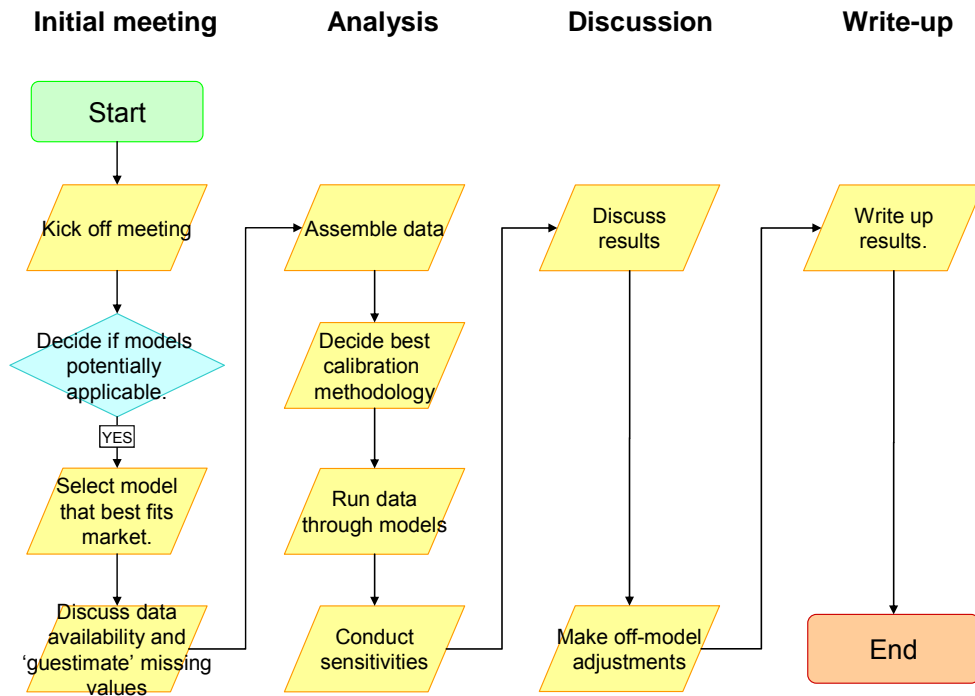 Initial meeting
Analysis
Discussion
Write-up
Start
Kick off meeting
Decide if models
potentially
applicable.
YES
Select model
that best fits
market.
Discuss data
availability and
‘guestimate’ missing
values
Assemble data
Decide best
calibration
methodology
Run data
through models
Conduct
sensitivities
Discuss
results
Make off-model
adjustments
Write up
results.
End